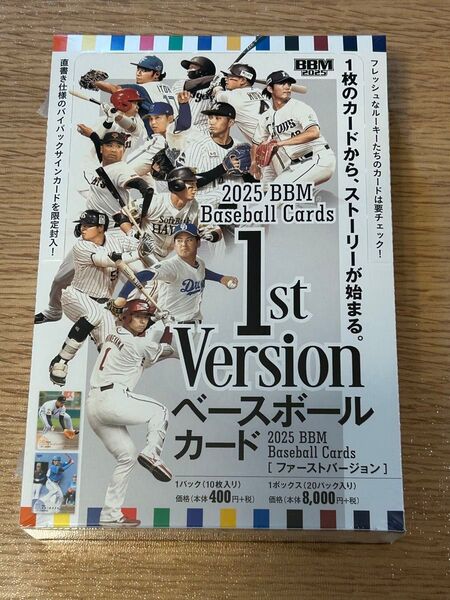 BBM
2025
フレッシュなルーキーたちのカードは要チェック！
1枚のカードから、ストーリーが始まる。
直書き仕様のバイバックサインカードを限定封入！
2025 BBM
Baseball Cards
1st
Version
ベースボール
カード
2025 BBM
Baseball Cards
[ ファーストバージョン ]
1パック(10枚入り)
価格(本体400円+税)
1ボックス(20パック入り)
価格(本体8,000円+税)